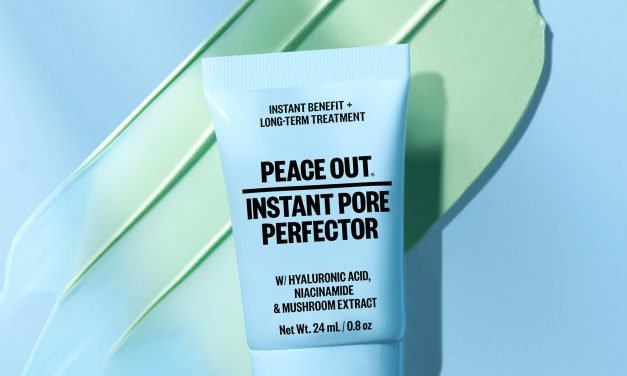 INSTANT BENEFIT +
LONG-TERM TREATMENT
PEACE OUT®
INSTANT PORE
PERFECTOR
W/ HYALURONIC ACID,
NIACINAMIDE
& MUSHROOM EXTRACT
Net Wt. 24 mL / 0.8 oz